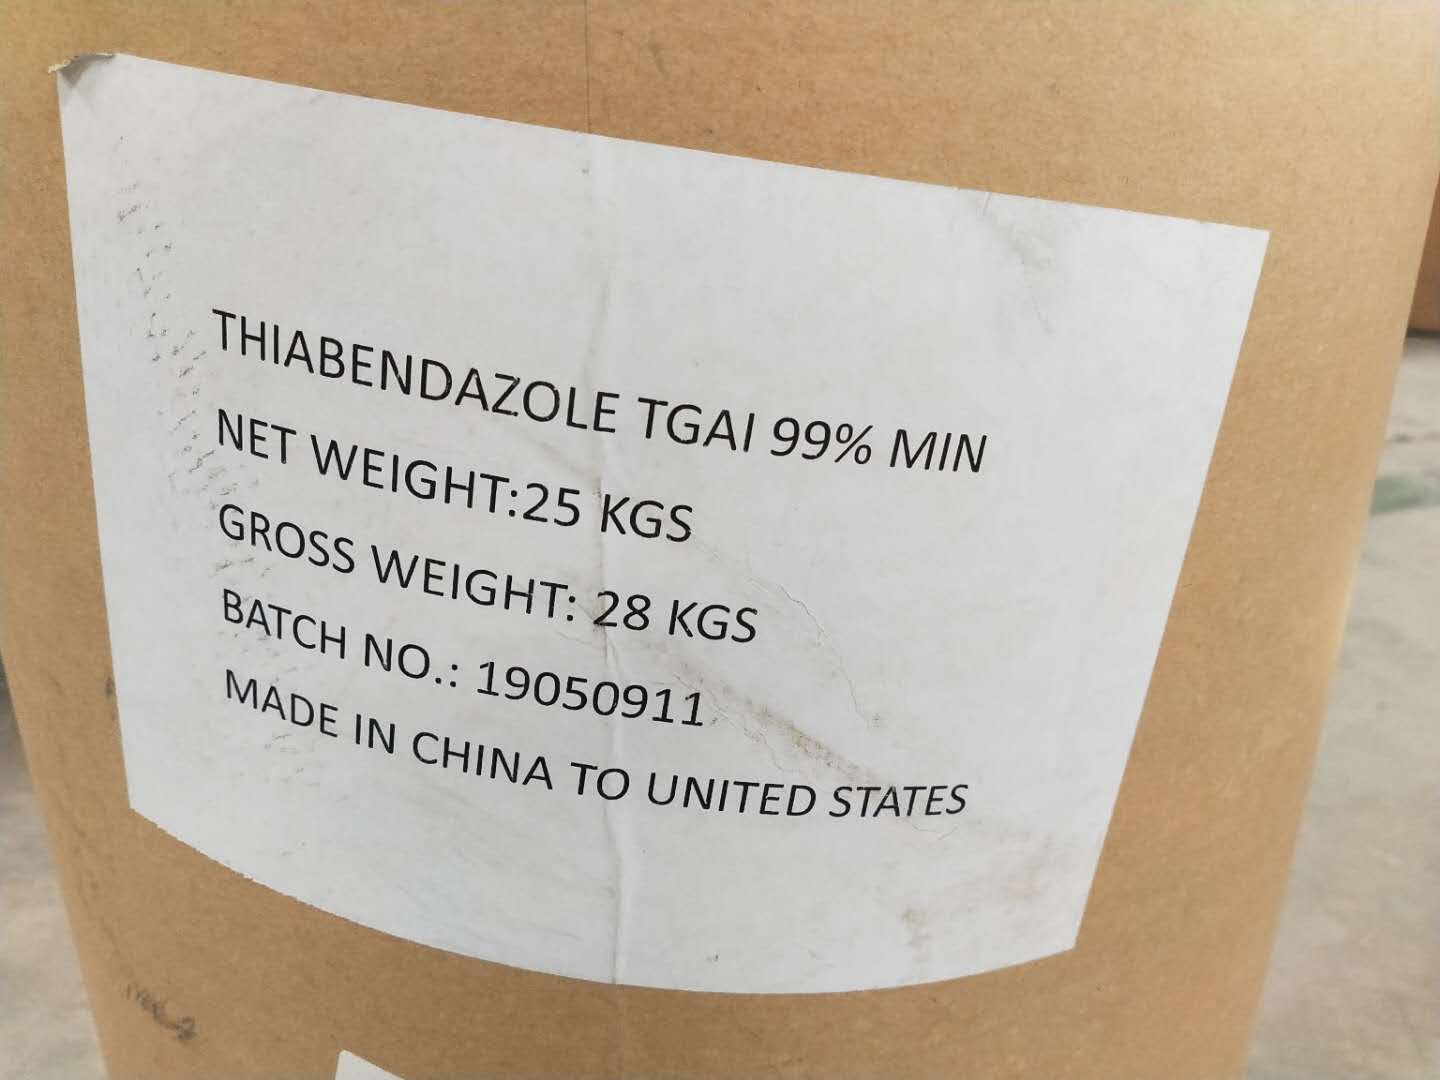 THIABENDAZOLE TGAI 99% MIN
NET WEIGHT:25 KGS
GROSS WEIGHT: 28 KGS
BATCH NO.: 19050911
MADE IN CHINA TO UNITED STATES